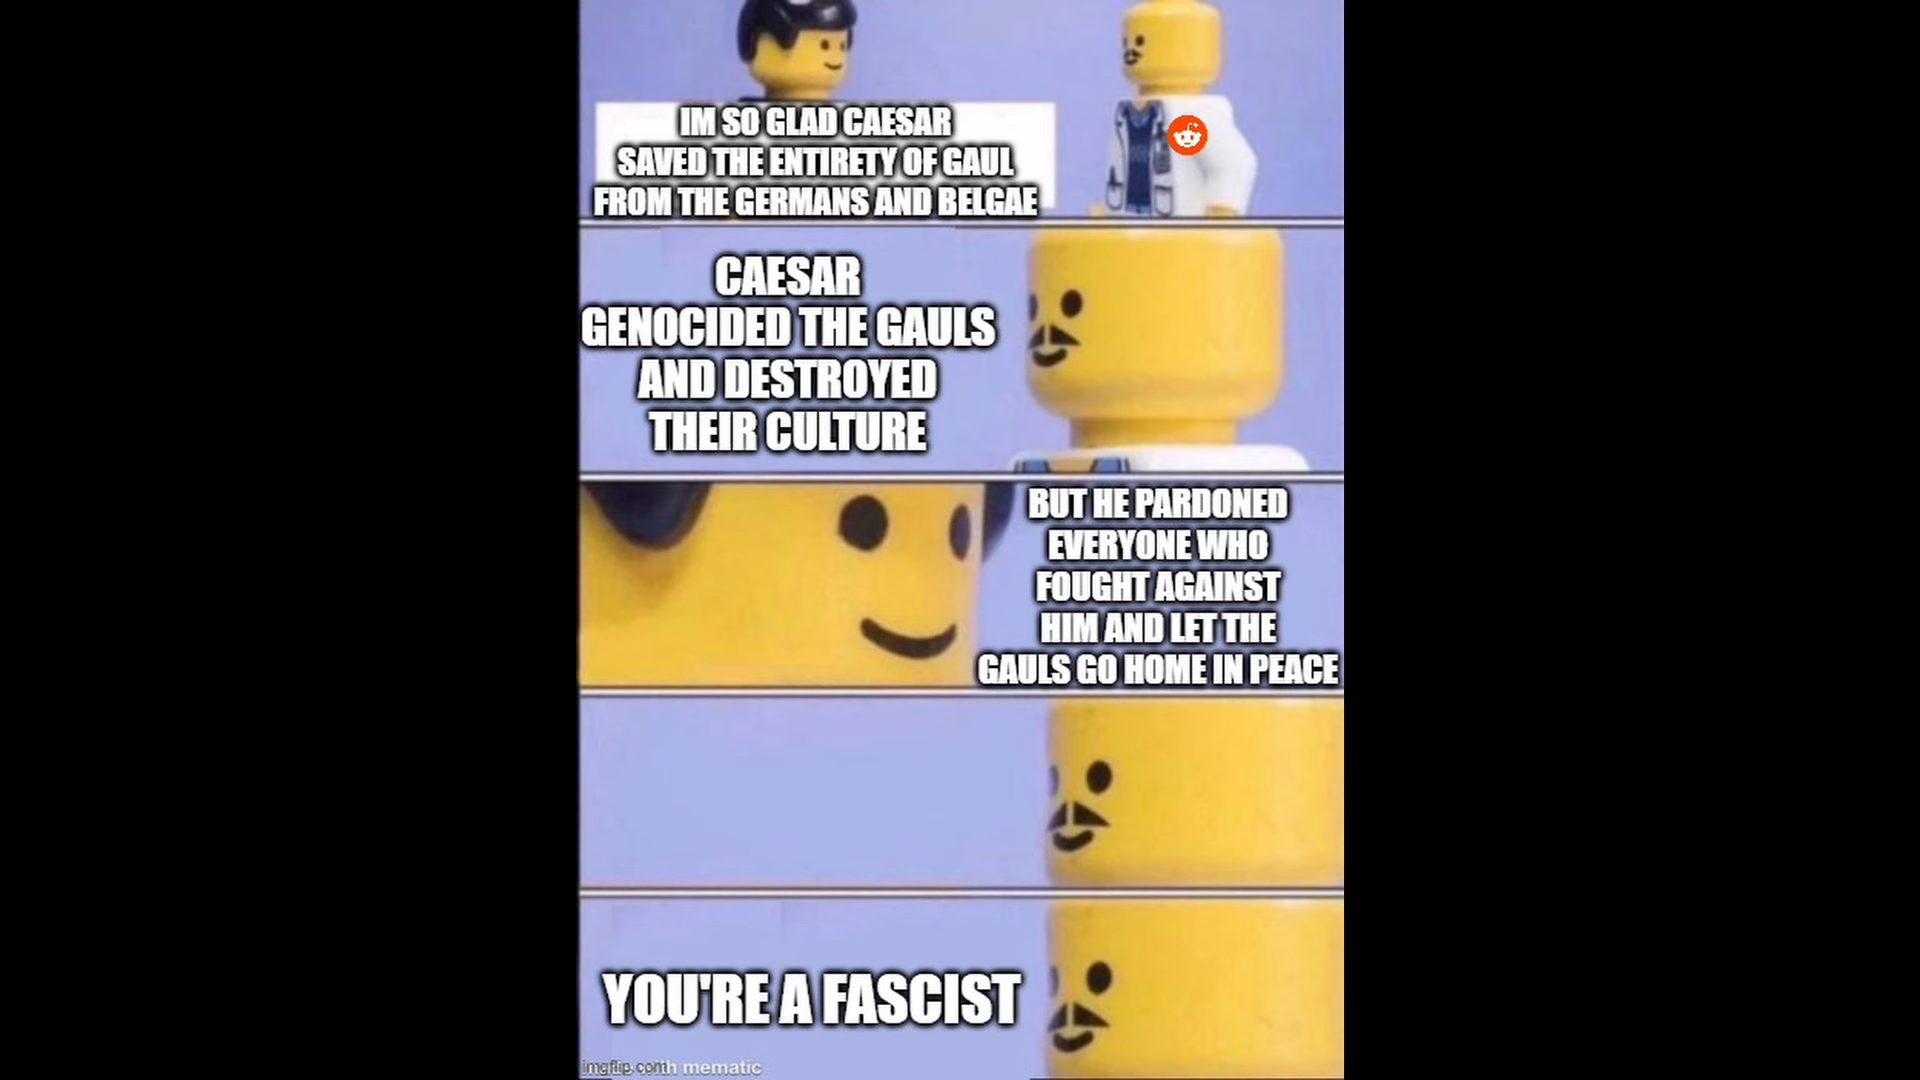 IM SO GLAD CAESAR
SAVED THE ENTIRETY OF GAUL
FROM THE GERMANS AND BELGAE
CAESAR
GENOCIDED THE GAULS
AND DESTROYED
THEIR CULTURE
BUT HE PARDONED
EVERYONE WHO
FOUGHT AGAINST
HIM AND LET THE
GAULS GO HOME IN PEACE
YOU'RE A FASCIST
imgflip.com
mematic